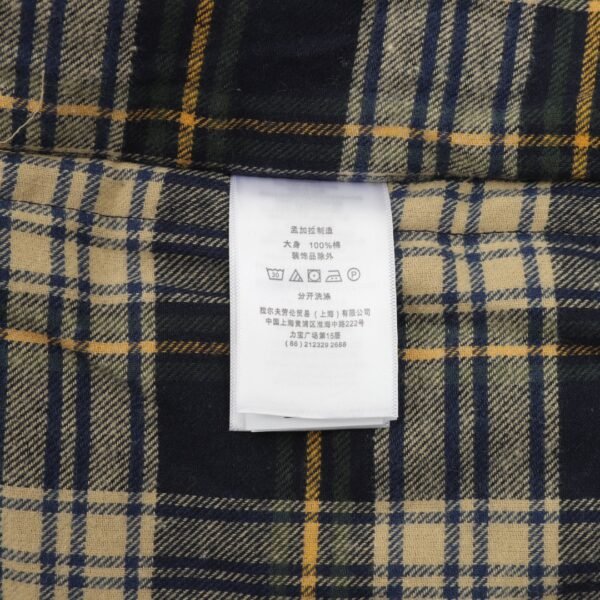 孟加拉制造
大身 100%棉
装饰品除外
30 P
分开洗涤
拉尔夫劳伦贸易（上海）有限公司
中国上海黄浦区淮海中路222号
力宝广场第15层
(86) 212329 2688